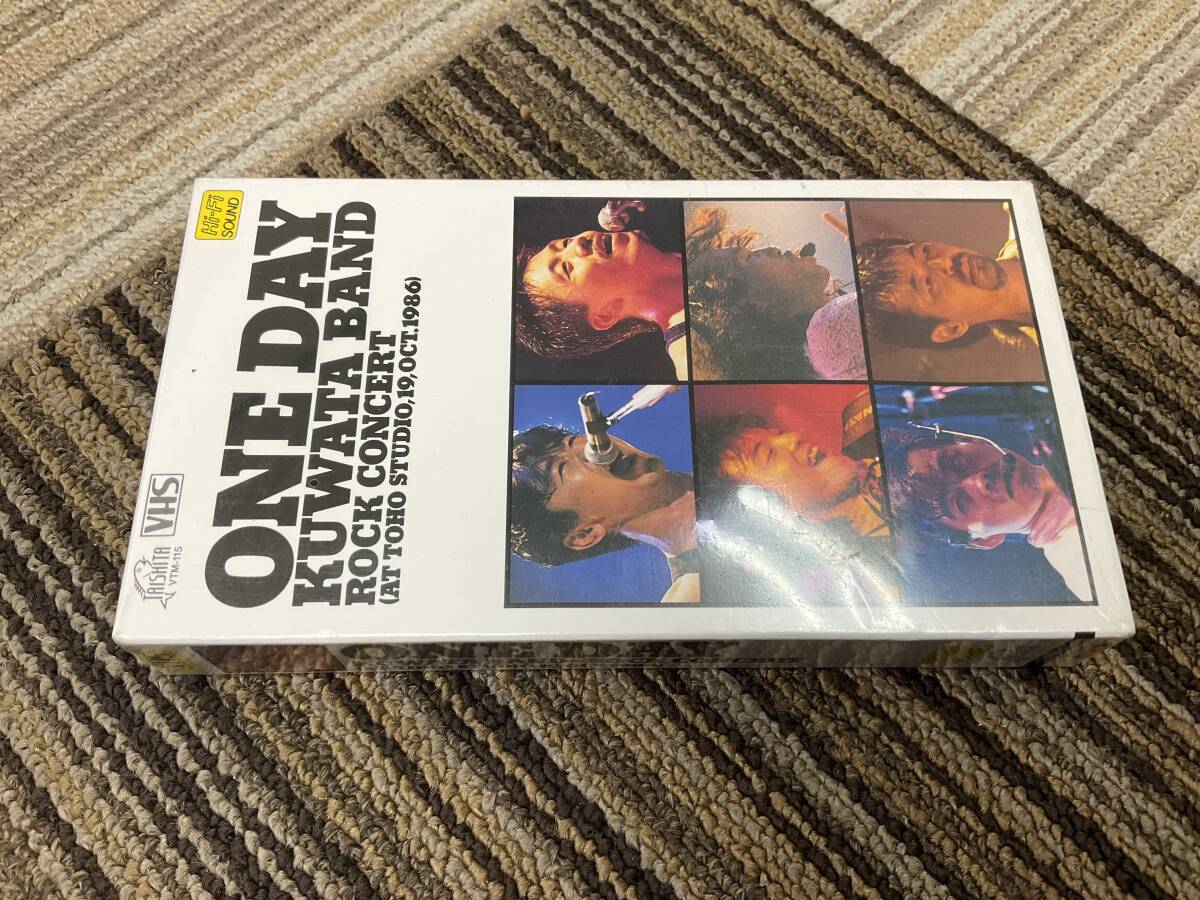 TAISHITA
VTM-115
VHS
Hi-Fi
SOUND
ONE DAY
KUWATA BAND
ROCK CONCERT
(AT TOHO STUDIO, 19, OCT. 1986)